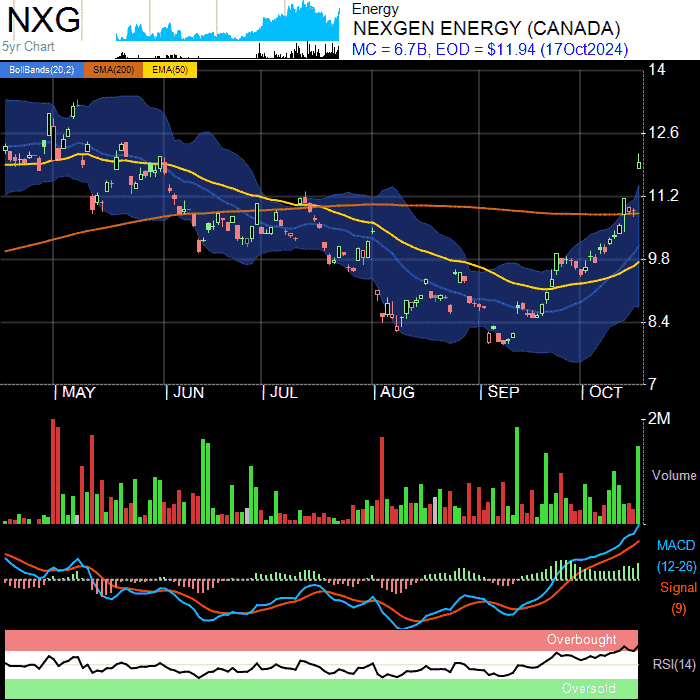 NXG
5yr Chart
Energy
NEXGEN ENERGY (CANADA)
MC = 6.7B, EOD = $11.94 (17Oct2024)
BollBands(20,2) SMA(200) EMA(50)
14
12.6
11.2
9.8
8.4
7
MAY JUN JUL AUG SEP OCT
2M
Volume
MACD
(12-26)
Signal
(9)
Overbought
RSI(14)
Oversold